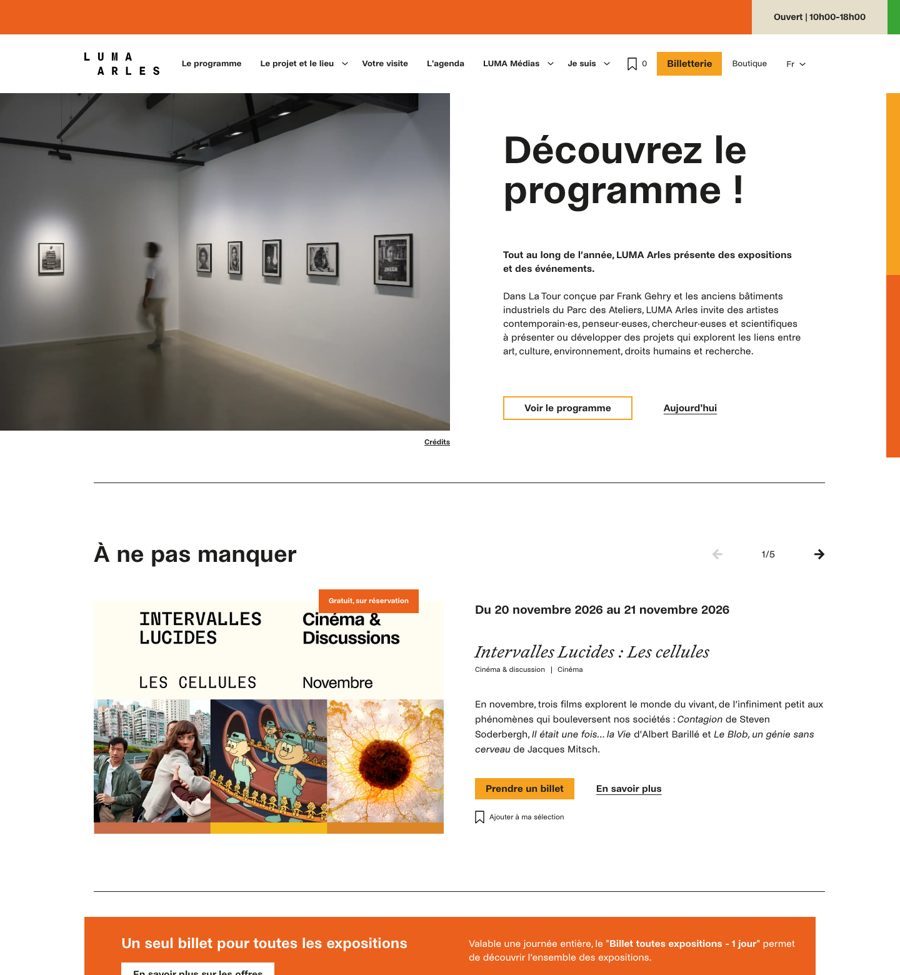 Ouvert | 10h00-18h00
LUMA
ARLES
Le programme
Le projet et le lieu
Votre visite
L'agenda
LUMA Médias
Je suis
0
Billetterie
Boutique
Fr
Découvrez le
programme !
Tout au long de l'année, LUMA Arles présente des expositions
et des événements.
Dans La Tour conçue par Frank Gehry et les anciens bâtiments
industriels du Parc des Ateliers, LUMA Arles invite des artistes
contemporain·es, penseur·euses, chercheur·euses et scientifiques
à présenter ou développer des projets qui explorent les liens entre
art, culture, environnement, droits humains et recherche.
Voir le programme
Aujourd'hui
Crédits
À ne pas manquer
1/5
Gratuit, sur réservation
INTERVALLES
LUCIDES
Cinéma &
Discussions
LES CELLULES
Novembre
Du 20 novembre 2026 au 21 novembre 2026
Intervalles Lucides : Les cellules
Cinéma & discussion | Cinéma
En novembre, trois films explorent le monde du vivant, de l'infiniment petit aux
phénomènes qui bouleversent nos sociétés : Contagion de Steven
Soderbergh, Il était une fois... la Vie d'Albert Barillé et Le Blob, un génie sans
cerveau de Jacques Mitsch.
Prendre un billet
En savoir plus
Ajouter à ma sélection
Un seul billet pour toutes les expositions
En savoir plus sur les offres
Valable une journée entière, le "Billet toutes expositions - 1 jour" permet
de découvrir l'ensemble des expositions.